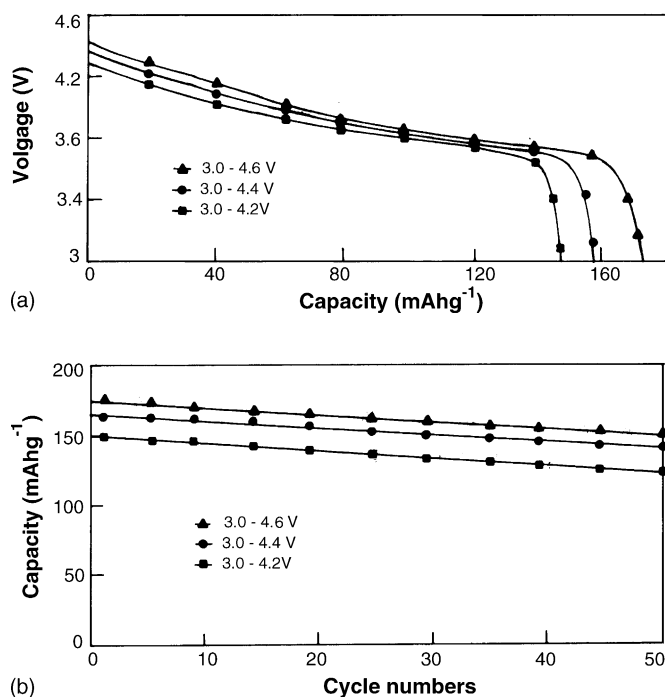 4.6
4.2
3.6
3.4
3
Volgage (V)
3.0 - 4.6 V
3.0 - 4.4 V
3.0 - 4.2V
0
40
80
120
160
(a)
Capacity (mAhg⁻¹)
200
150
100
50
0
Capacity (mAhg⁻¹)
3.0 - 4.6 V
3.0 - 4.4 V
3.0 - 4.2V
0
10
20
30
40
50
(b)
Cycle numbers